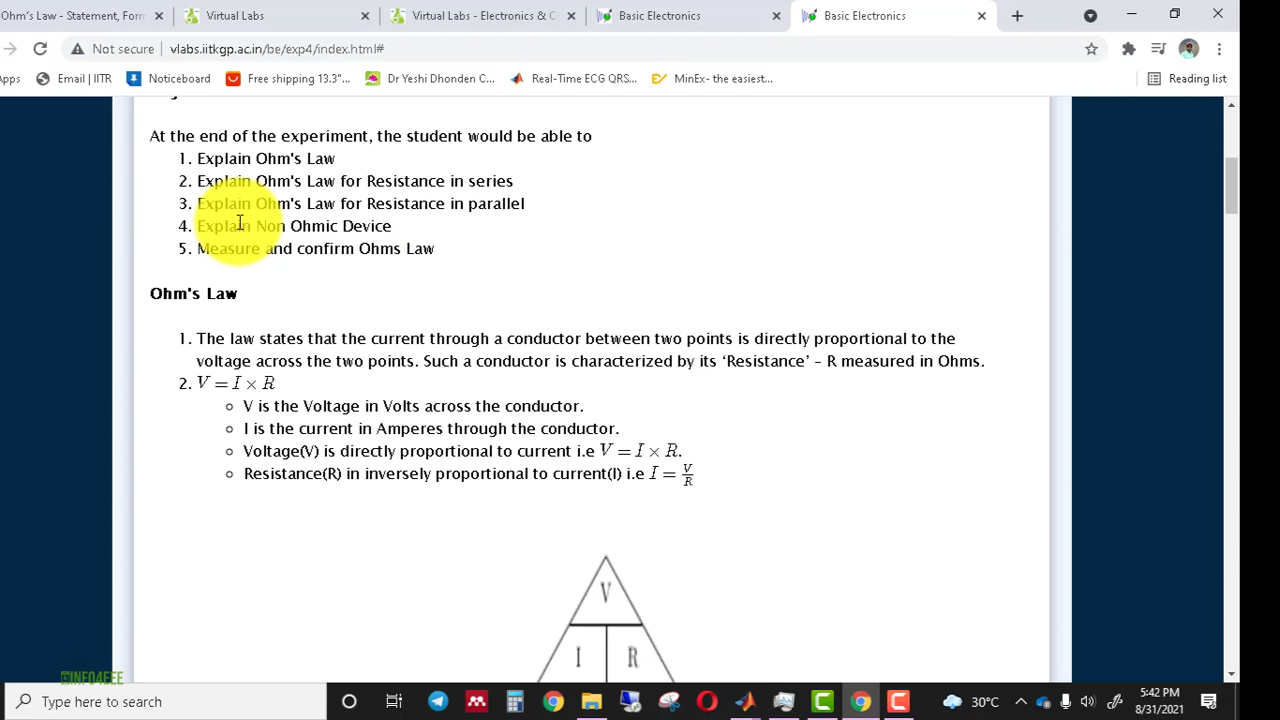 Ohm's Law - Statement, Form
Virtual Labs
Virtual Labs - Electronics & C
Basic Electronics
Basic Electronics
Not secure
vlabs.iitkgp.ac.in/be/exp4/index.html#
Apps
Email | IITR
Noticeboard
Free shipping 13.3"...
Dr Yeshi Dhonden C...
Real-Time ECG QRS...
MinEx- the easiest...
Reading list
At the end of the experiment, the student would be able to
1. Explain Ohm's Law
2. Explain Ohm's Law for Resistance in series
3. Explain Ohm's Law for Resistance in parallel
4. Explain Non Ohmic Device
5. Measure and confirm Ohms Law
Ohm's Law
1. The law states that the current through a conductor between two points is directly proportional to the
voltage across the two points. Such a conductor is characterized by its ‘Resistance’ – R measured in Ohms.
2. V = I × R
V is the Voltage in Volts across the conductor.
I is the current in Amperes through the conductor.
Voltage(V) is directly proportional to current i.e V = I × R.
Resistance(R) in inversely proportional to current(I) i.e I = V/R
V
I R
©INFO4EEE
Type here to search
30°C
5:42 PM
8/31/2021